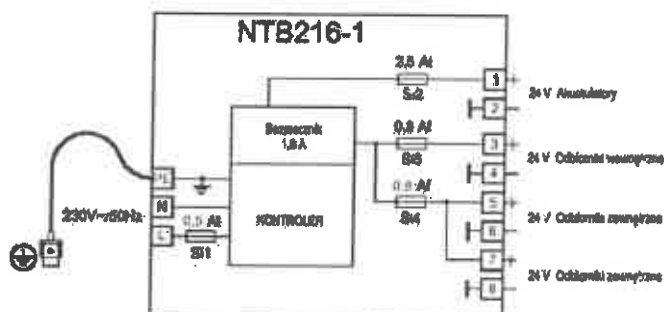 NTB216-1
2,5 At
Si2
1
+
24 V Akumulatory
2
Bezpiecznik
1,8 A
0,8 At
3
+
24 V Odbiorniki wewnętrzne
4
PE
0,8 At
Si4
5
+
24 V Odbiorniki zewnętrzne
N
230V~/50Hz
KONTROLER
6
0,5 At
L
Si1
7
+
24 V Odbiorniki zewnętrzne
8